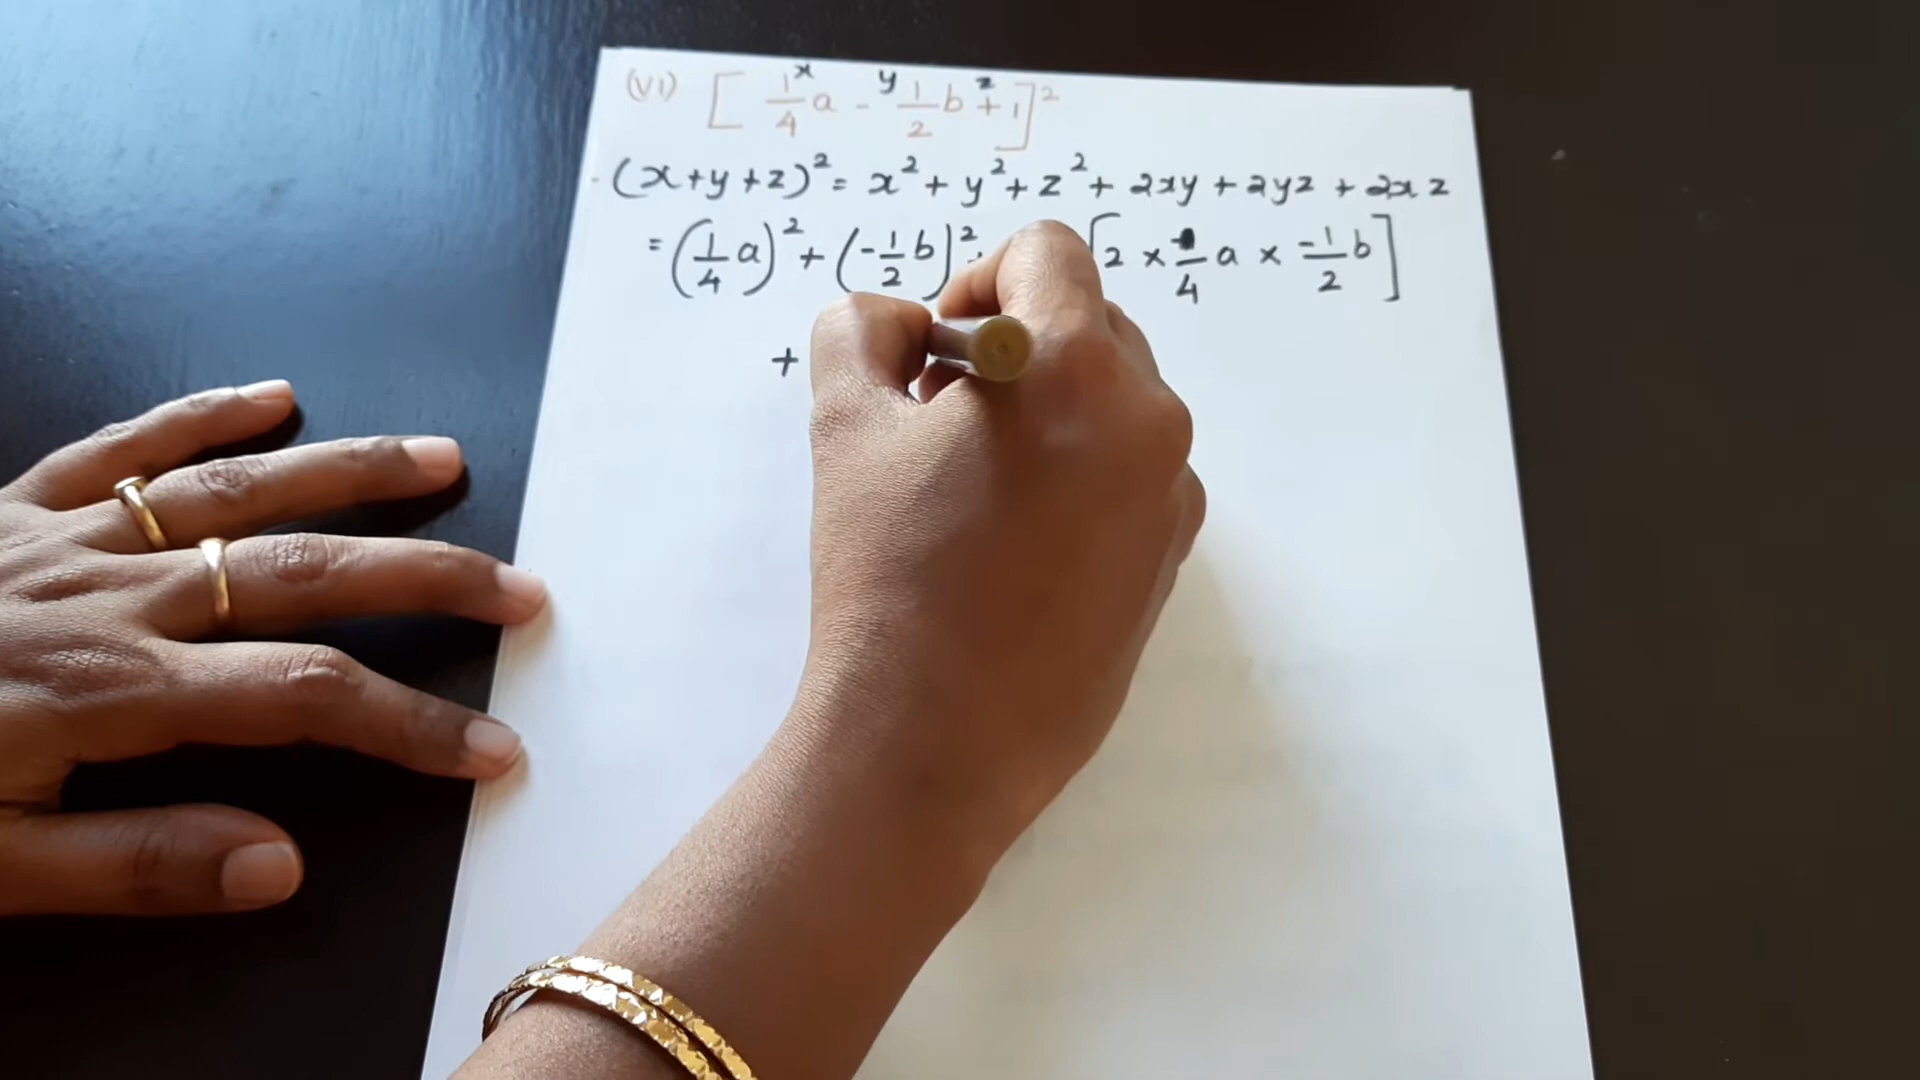 (VI) [ 1/4 a - 1/2 b + 1 ]²
x y z
(x+y+z)² = x² + y² + z² + 2xy + 2yz + 2xz
= (1/4 a)² + (-1/2 b)² + [2 × 1/4 a × -1/2 b]
+